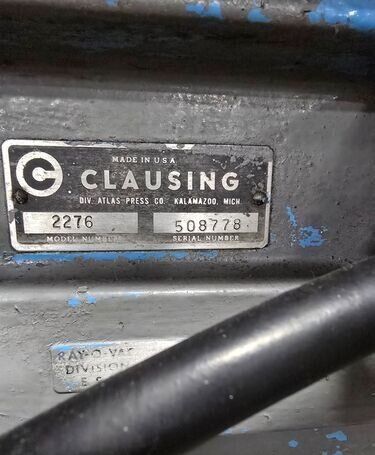 MADE IN U S A
CLAUSING
DIV. ATLAS PRESS CO. KALAMAZOO, MICH.
2276 508778
MODEL NUMBER SERIAL NUMBER
RAY-O-VAC
DIVISION